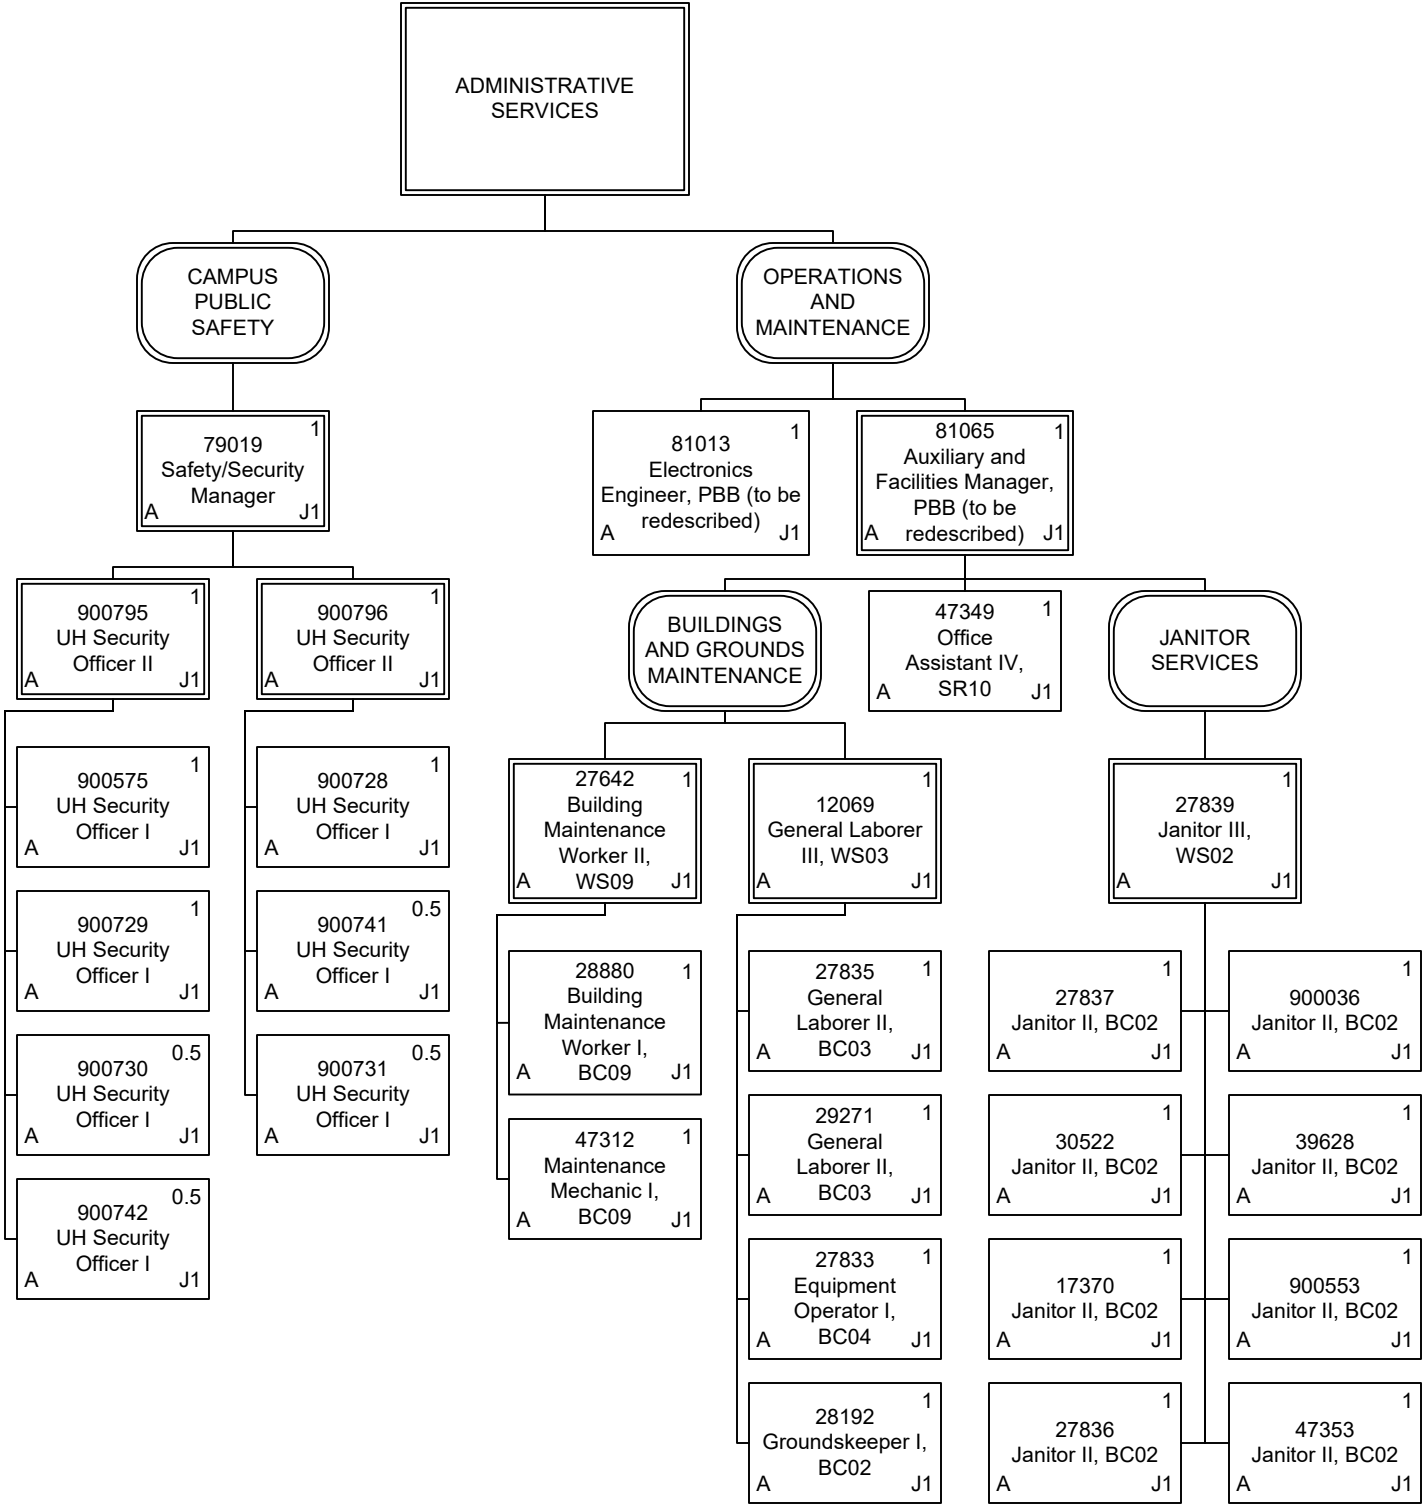 ADMINISTRATIVE
SERVICES
CAMPUS
PUBLIC
SAFETY
OPERATIONS
AND
MAINTENANCE
1
79019
Safety/Security
Manager
A J1
1
81013
Electronics
Engineer, PBB (to be
redescribed)
A J1
81065 1
Auxiliary and
Facilities Manager,
PBB (to be
redescribed)
A J1
1
900795
UH Security
Officer II
A J1
1
900796
UH Security
Officer II
A J1
1
900575
UH Security
Officer I
A J1
1
900728
UH Security
Officer I
A J1
1
900729
UH Security
Officer I
A J1
0.5
900741
UH Security
Officer I
A J1
0.5
900730
UH Security
Officer I
A J1
0.5
900731
UH Security
Officer I
A J1
0.5
900742
UH Security
Officer I
A J1
BUILDINGS
AND GROUNDS
MAINTENANCE
47349 1
Office
Assistant IV,
SR10
A J1
JANITOR
SERVICES
27642 1
Building
Maintenance
Worker II,
WS09
A J1
1
12069
General Laborer
III, WS03
A J1
1
27839
Janitor III,
WS02
A J1
28880 1
Building
Maintenance
Worker I,
BC09
A J1
47312 1
Maintenance
Mechanic I,
BC09
A J1
27835 1
General
Laborer II,
BC03
A J1
29271 1
General
Laborer II,
BC03
A J1
27833 1
Equipment
Operator I,
BC04
A J1
1
28192
Groundskeeper I,
BC02
A J1
1
27837
Janitor II, BC02
A J1
1
900036
Janitor II, BC02
A J1
1
30522
Janitor II, BC02
A J1
1
39628
Janitor II, BC02
A J1
1
17370
Janitor II, BC02
A J1
1
900553
Janitor II, BC02
A J1
1
27836
Janitor II, BC02
A J1
1
47353
Janitor II, BC02
A J1